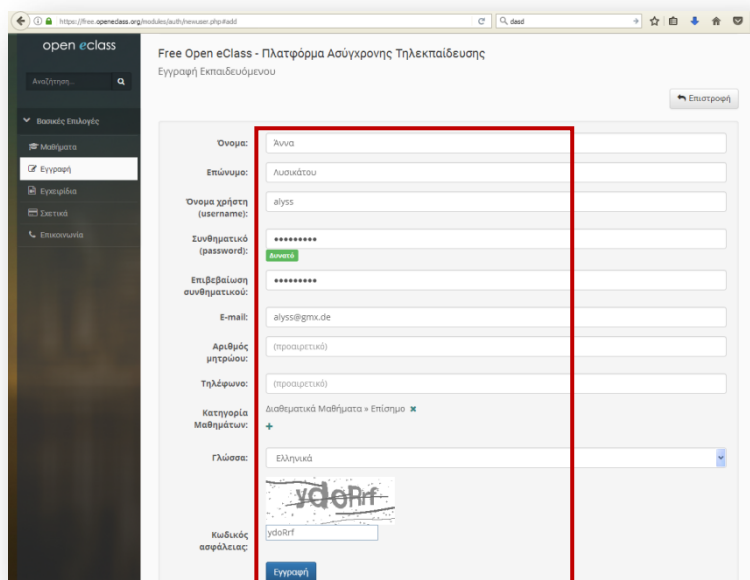 https://free.openeclass.org/modules/auth/newuser.php#add
dasd
open eclass
Αναζήτηση...
Βασικές Επιλογές
Μαθήματα
Εγγραφή
Εγχειρίδια
Σχετικά
Επικοινωνία
Free Open eClass - Πλατφόρμα Ασύγχρονης Τηλεκπαίδευσης
Εγγραφή Εκπαιδευόμενου
Επιστροφή
Όνομα: Άννα
Επώνυμο: Λυσικάτου
Όνομα χρήστη alyss
(username):
Συνθηματικό •••••••••
(password):
Δυνατό
Επιβεβαίωση •••••••••
συνθηματικού:
E-mail: alyss@gmx.de
Αριθμός (προαιρετικό)
μητρώου:
Τηλέφωνο: (προαιρετικό)
Κατηγορία Διαθεματικά Μαθήματα » Επίσημο ×
Μαθημάτων: +
Γλώσσα: Ελληνικά
ydoRrf
Κωδικός ydoRrf
ασφάλειας:
Εγγραφή